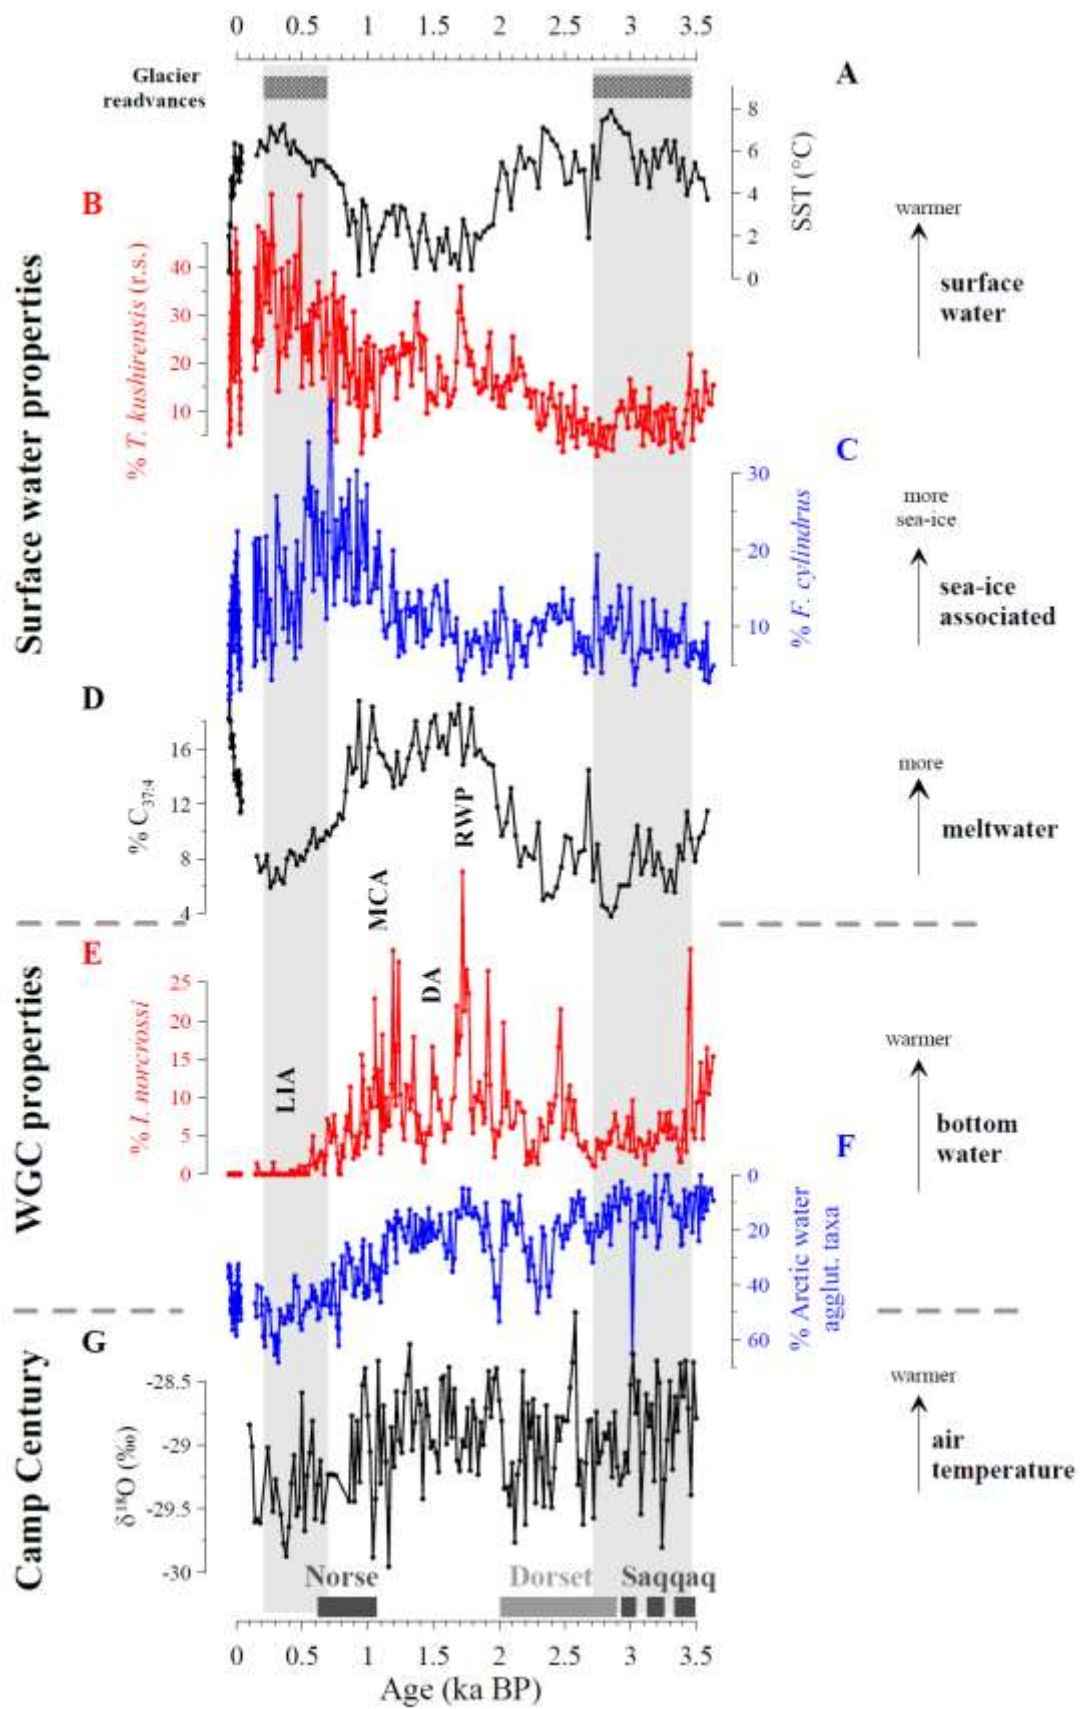 0 0.5 1 1.5 2 2.5 3 3.5
Glacier
readvances
A
8
6
4
2
0
SST (°C)
B
40
30
20
10
% T. kushirensis (r.s.)
warmer
surface
water
Surface water properties
C
30
20
10
% F. cylindrus
more
sea-ice
sea-ice
associated
D
16
12
8
4
% C37:4
more
meltwater
MCA
RWP
E
25
20
15
10
5
0
% I. norcrossi
DA
LIA
warmer
bottom
water
WGC properties
F
0
20
40
60
% Arctic water
agglut. taxa
G
-28.5
-29
-29.5
-30
δ18O (‰)
warmer
air
temperature
Camp Century
Norse Dorset Saqqaq
0 0.5 1 1.5 2 2.5 3 3.5
Age (ka BP)